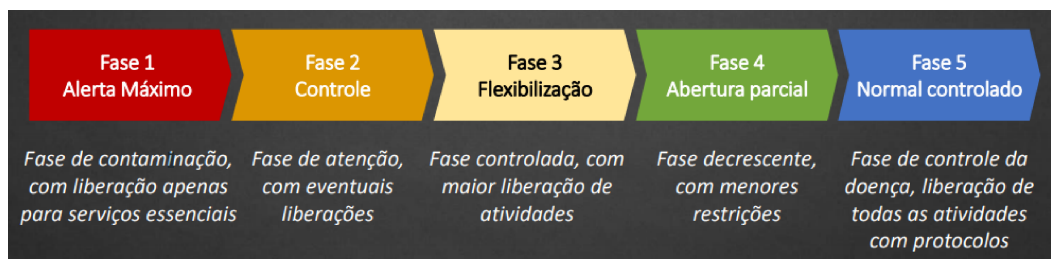 Fase 1
Alerta Máximo
Fase 2
Controle
Fase 3
Flexibilização
Fase 4
Abertura parcial
Fase 5
Normal controlado
Fase de contaminação,
com liberação apenas
para serviços essenciais
Fase de atenção,
com eventuais
liberações
Fase controlada, com
maior liberação de
atividades
Fase decrescente,
com menores
restrições
Fase de controle da
doença, liberação de
todas as atividades
com protocolos